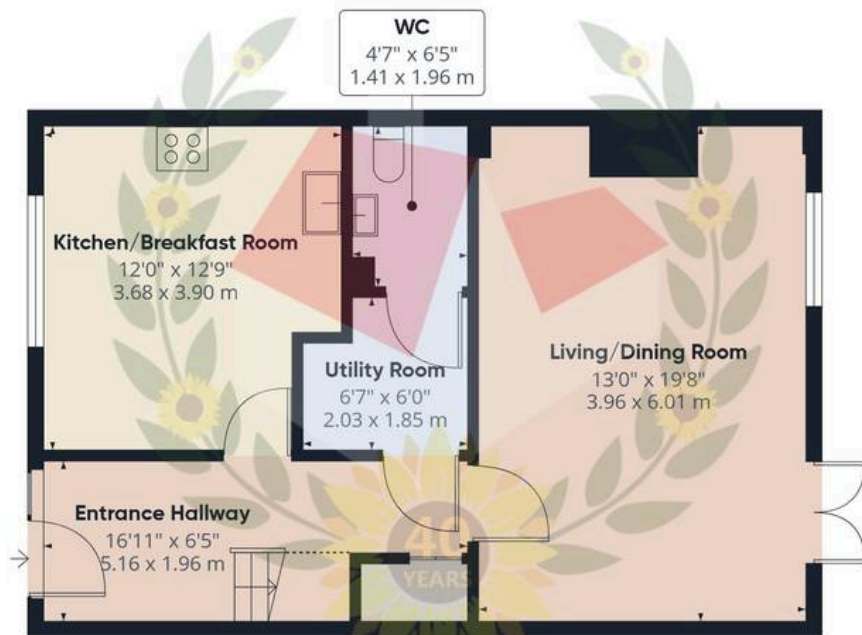 WC
4'7" x 6'5"
1.41 x 1.96 m
Kitchen/Breakfast Room
12'0" x 12'9"
3.68 x 3.90 m
Utility Room
6'7" x 6'0"
2.03 x 1.85 m
Living/Dining Room
13'0" x 19'8"
3.96 x 6.01 m
Entrance Hallway
16'11" x 6'5"
5.16 x 1.96 m
40
YEARS